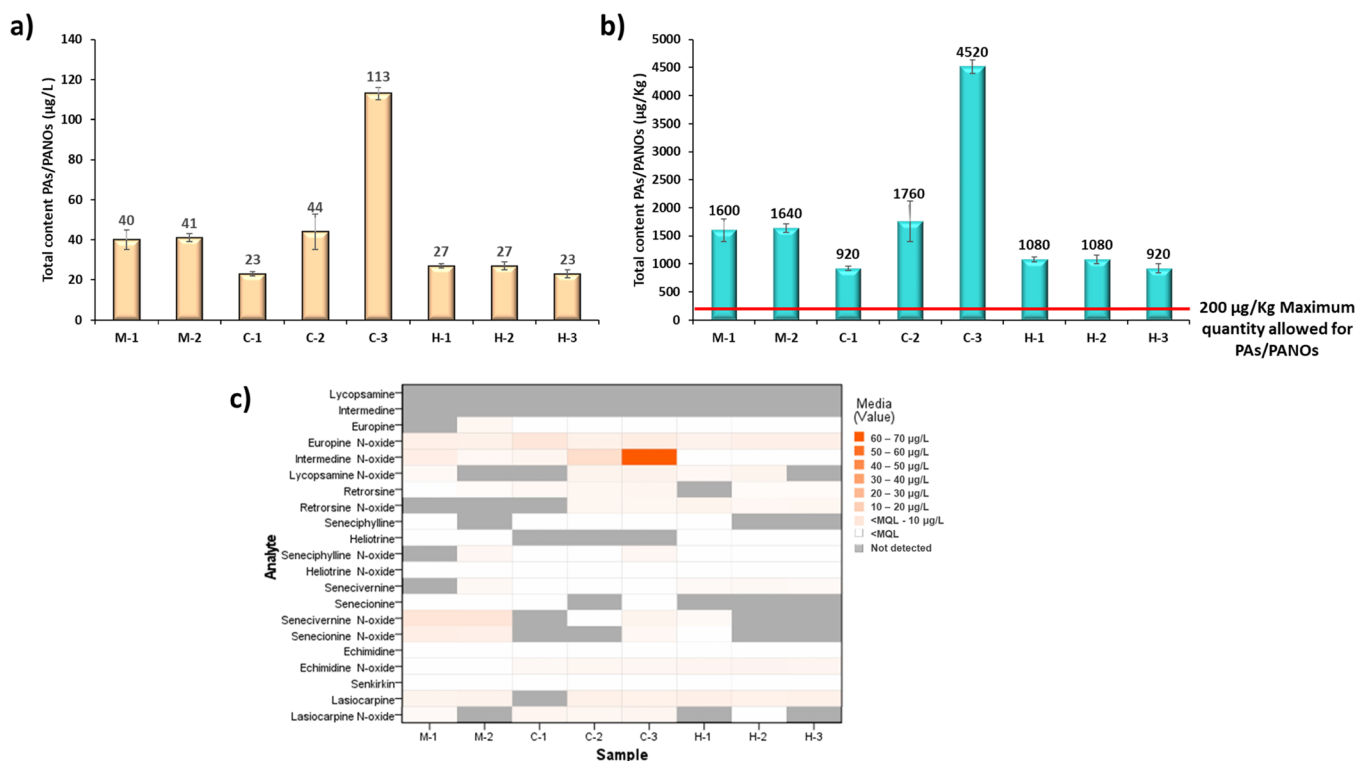 a)
Total content PAs/PANOs (µg/L)
140
120
100
80
60
40
20
0
40
41
23
44
113
27
27
23
M-1 M-2 C-1 C-2 C-3 H-1 H-2 H-3
b)
Total content PAs/PANOs (µg/Kg)
5000
4500
4000
3500
3000
2500
2000
1500
1000
500
0
1600
1640
920
1760
4520
1080
1080
920
M-1 M-2 C-1 C-2 C-3 H-1 H-2 H-3
200 µg/Kg Maximum
quantity allowed for
PAs/PANOs
c)
Analyte
Lycopsamine
Intermedine
Europine
Europine N-oxide
Intermedine N-oxide
Lycopsamine N-oxide
Retrorsine
Retrorsine N-oxide
Seneciphylline
Heliotrine
Seneciphylline N-oxide
Heliotrine N-oxide
Senecivernine
Senecionine
Senecivernine N-oxide
Senecionine N-oxide
Echimidine
Echimidine N-oxide
Senkirkin
Lasiocarpine
Lasiocarpine N-oxide
M-1 M-2 C-1 C-2 C-3 H-1 H-2 H-3
Sample
Media
(Value)
60 – 70 µg/L
50 – 60 µg/L
40 – 50 µg/L
30 – 40 µg/L
20 – 30 µg/L
10 – 20 µg/L
<MQL - 10 µg/L
<MQL
Not detected